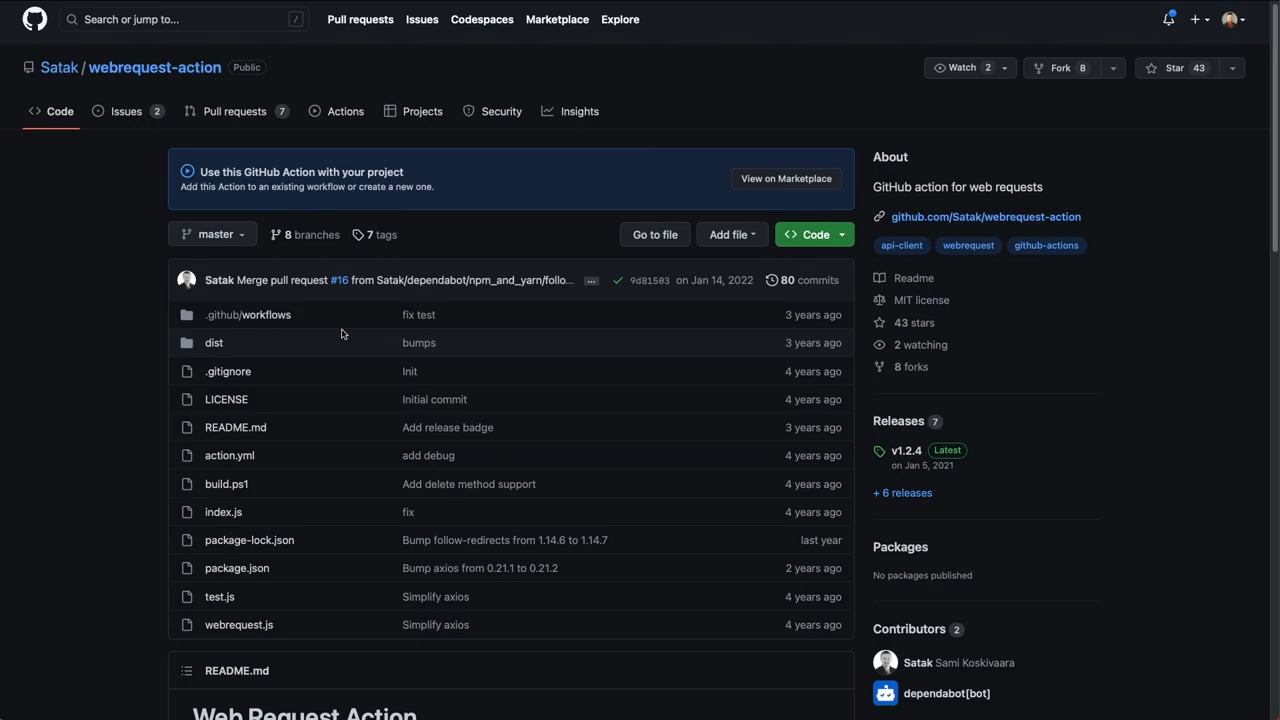 Search or jump to... /
Pull requests Issues Codespaces Marketplace Explore
Satak / webrequest-action Public
Watch 2 Fork 8 Star 43
Code Issues 2 Pull requests 7 Actions Projects Security Insights
Use this GitHub Action with your project
Add this Action to an existing workflow or create a new one.
View on Marketplace
master 8 branches 7 tags Go to file Add file Code
Satak Merge pull request #16 from Satak/dependabot/npm_and_yarn/follo... ... 9d81503 on Jan 14, 2022 80 commits
.github/workflows fix test 3 years ago
dist bumps 3 years ago
.gitignore Init 4 years ago
LICENSE Initial commit 4 years ago
README.md Add release badge 3 years ago
action.yml add debug 4 years ago
build.ps1 Add delete method support 4 years ago
index.js fix 4 years ago
package-lock.json Bump follow-redirects from 1.14.6 to 1.14.7 last year
package.json Bump axios from 0.21.1 to 0.21.2 2 years ago
test.js Simplify axios 4 years ago
webrequest.js Simplify axios 4 years ago
README.md
Web Request Action
About
GitHub action for web requests
github.com/Satak/webrequest-action
api-client webrequest github-actions
Readme
MIT license
43 stars
2 watching
8 forks
Releases 7
v1.2.4 Latest
on Jan 5, 2021
+ 6 releases
Packages
No packages published
Contributors 2
Satak Sami Koskivaara
dependabot[bot]